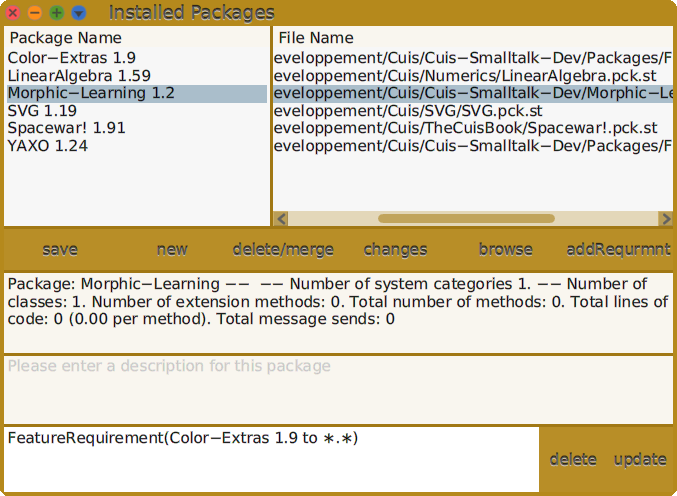 Installed Packages
Package Name
File Name
Color−Extras 1.9
eveloppement/Cuis/Cuis−Smalltalk−Dev/Packages/F
LinearAlgebra 1.59
eveloppement/Cuis/Numerics/LinearAlgebra.pck.st
Morphic−Learning 1.2
eveloppement/Cuis/Cuis−Smalltalk−Dev/Morphic−Le
SVG 1.19
eveloppement/Cuis/SVG/SVG.pck.st
Spacewar! 1.91
eveloppement/Cuis/TheCuisBook/Spacewar!.pck.st
YAXO 1.24
eveloppement/Cuis/Cuis−Smalltalk−Dev/Packages/F
save new delete/merge changes browse addRequrmnt
Package: Morphic−Learning −−  −− Number of system categories 1. −− Number of
classes: 1. Number of extension methods: 0. Total number of methods: 0. Total lines of
code: 0 (0.00 per method). Total message sends: 0
Please enter a description for this package
FeatureRequirement(Color−Extras 1.9 to ∗.∗)
delete update